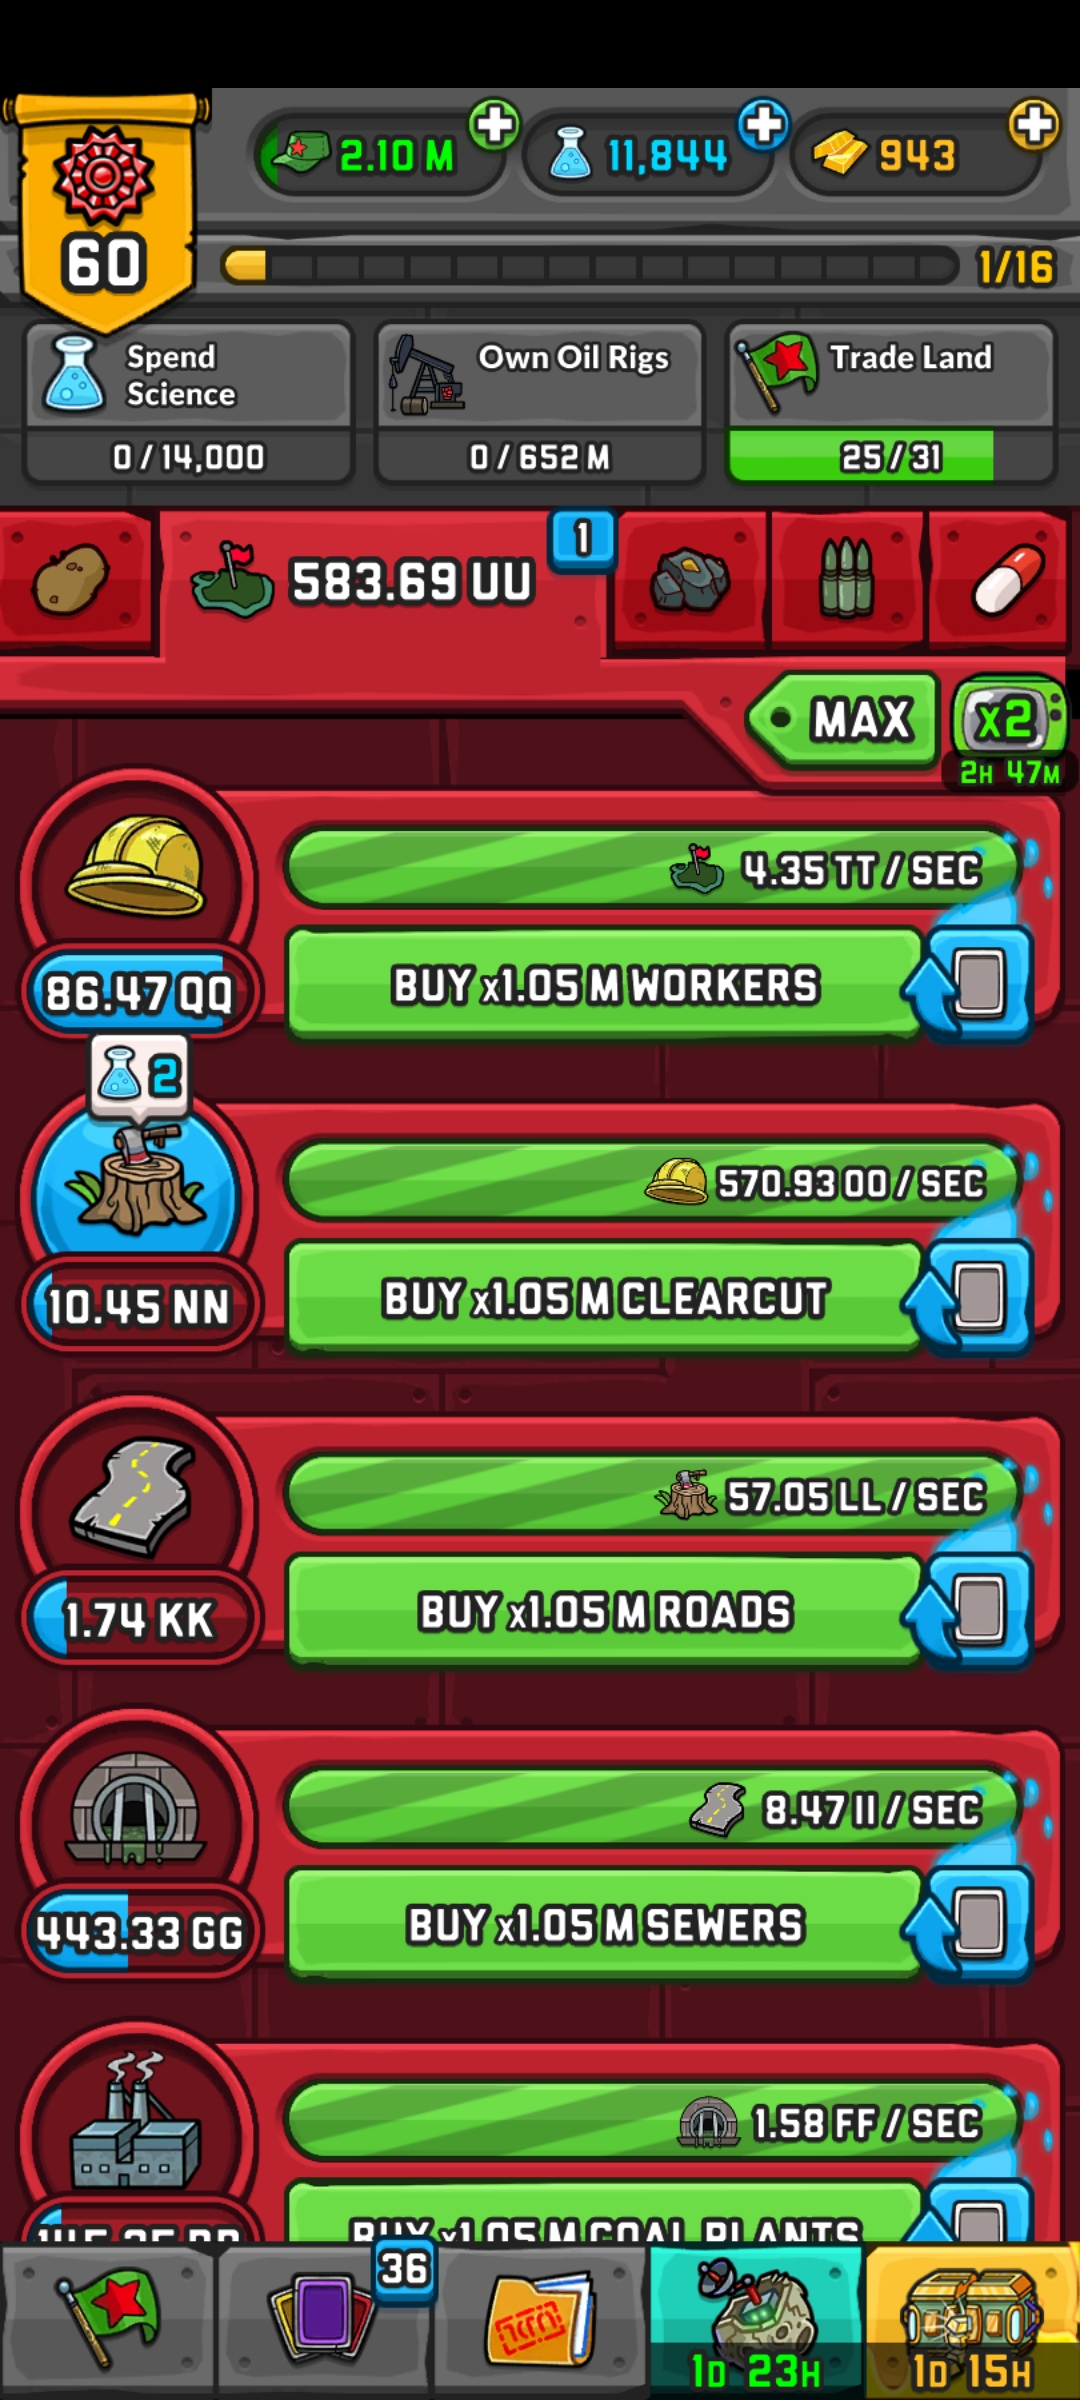 2.10 M
11,844
943
60
1/16
Spend
Science
0/14,000
Own Oil Rigs
0/652 M
Trade Land
25/31
583.69 UU
1
MAX
x2
2H 47M
4.35 TT/SEC
86.47 QQ
BUY x1.05 M WORKERS
2
570.93 OO/SEC
10.45 NN
BUY x1.05 M CLEARCUT
57.05 LL/SEC
1.74 KK
BUY x1.05 M ROADS
8.47 II/SEC
443.33 GG
BUY x1.05 M SEWERS
1.58 FF/SEC
BUY x1.05 M COAL PLANTS
36
1D 23H
1D 15H